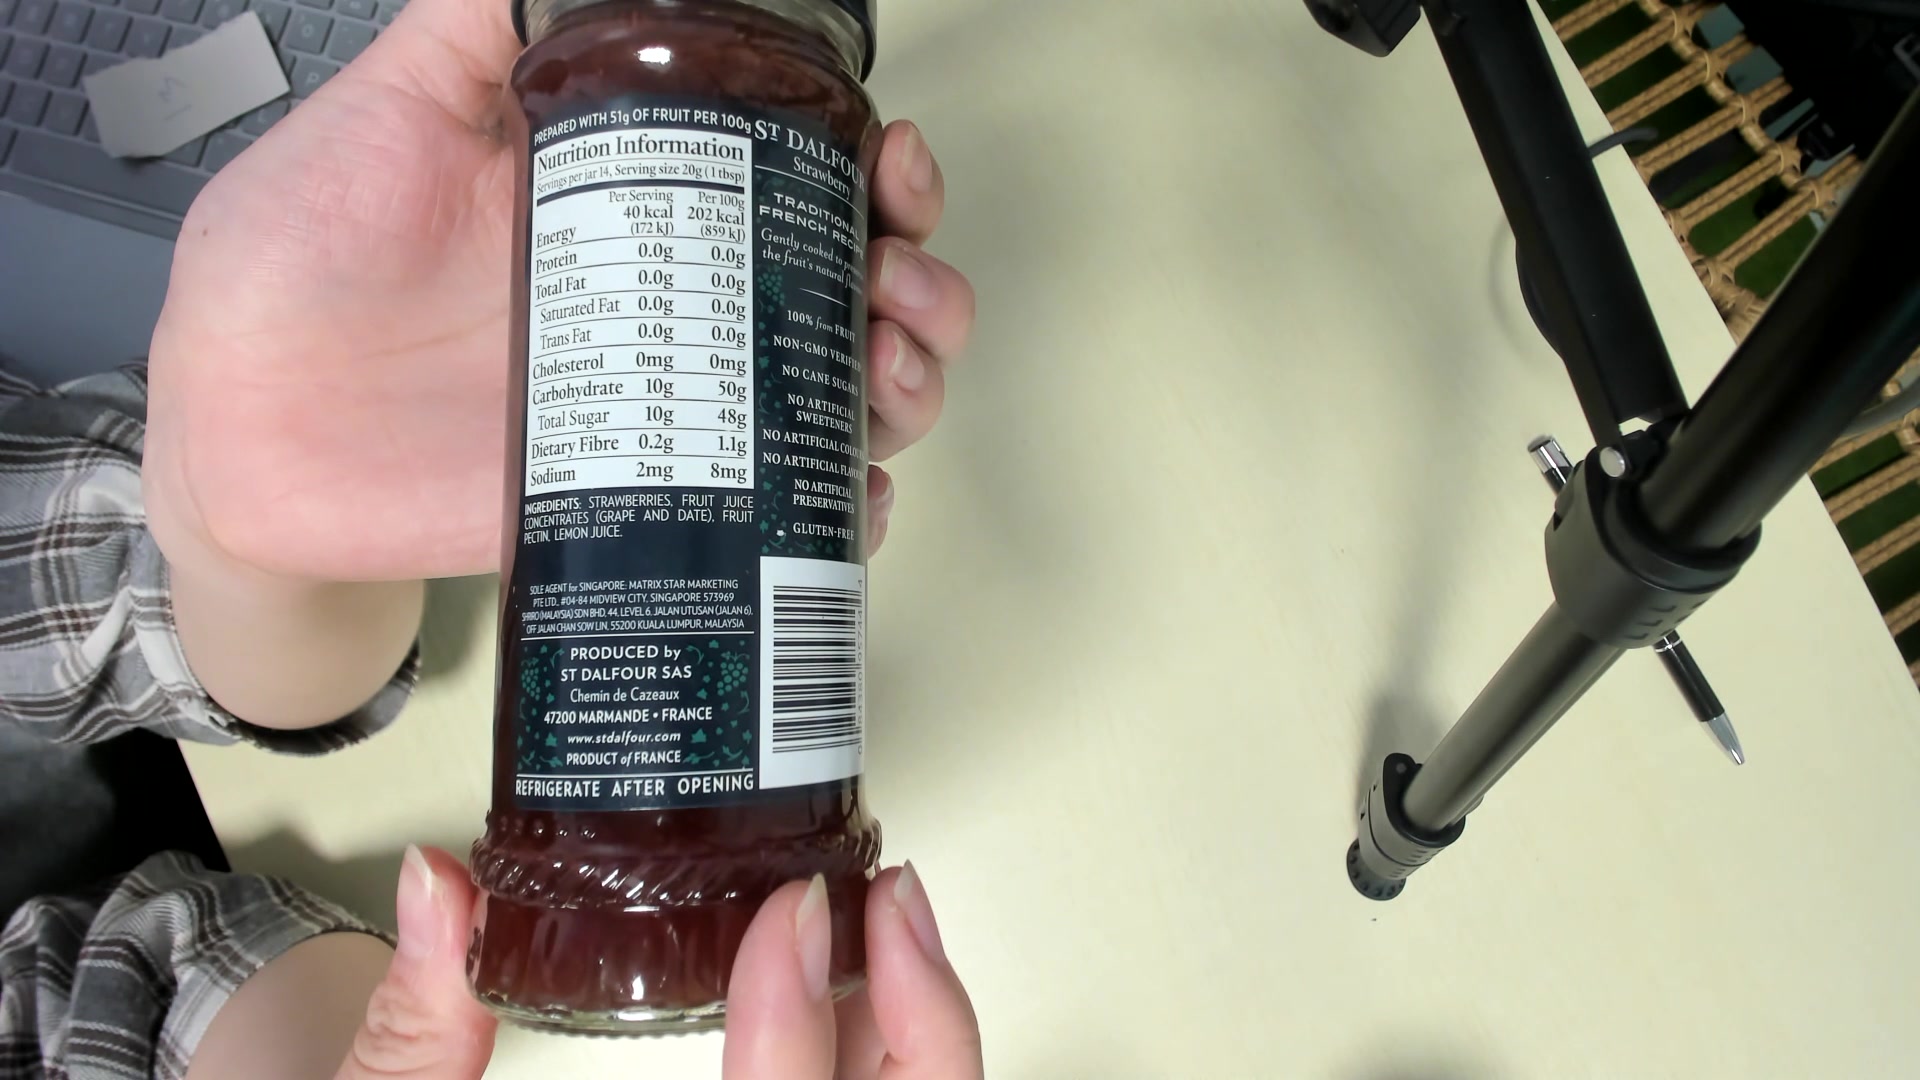 PREPARED WITH 51g OF FRUIT PER 100g
Nutrition Information
Servings per jar 14, Serving size 20g (1 tbsp)
Per Serving Per 100g
Energy 40 kcal (172 kJ) 202 kcal (859 kJ)
Protein 0.0g 0.0g
Total Fat 0.0g 0.0g
Saturated Fat 0.0g 0.0g
Trans Fat 0.0g 0.0g
Cholesterol 0mg 0mg
Carbohydrate 10g 50g
Total Sugar 10g 48g
Dietary Fibre 0.2g 1.1g
Sodium 2mg 8mg
INGREDIENTS: STRAWBERRIES, FRUIT JUICE
CONCENTRATES (GRAPE AND DATE), FRUIT
PECTIN, LEMON JUICE.
SOLE AGENT for SINGAPORE: MATRIX STAR MARKETING
PTE LTD., #04-84 MIDVIEW CITY, SINGAPORE 573969
SHRIRO (MALAYSIA) SDN BHD, 44, LEVEL 6, JALAN UTUSAN (JALAN 6),
OFF JALAN CHAN SOW LIN, 55200 KUALA LUMPUR, MALAYSIA
PRODUCED by
ST DALFOUR SAS
Chemin de Cazeaux
47200 MARMANDE • FRANCE
www.stdalfour.com
PRODUCT of FRANCE
REFRIGERATE AFTER OPENING
ST DALFOUR
Strawberry
TRADITIONAL
FRENCH RECIPE
Gently cooked to
the fruit's natural
100% from FRUIT
NON-GMO VERIFIED
NO CANE SUGARS
NO ARTIFICIAL
SWEETENERS
NO ARTIFICIAL
NO ARTIFICIAL
NO ARTIFICIAL
PRESERVATIVES
GLUTEN-FREE